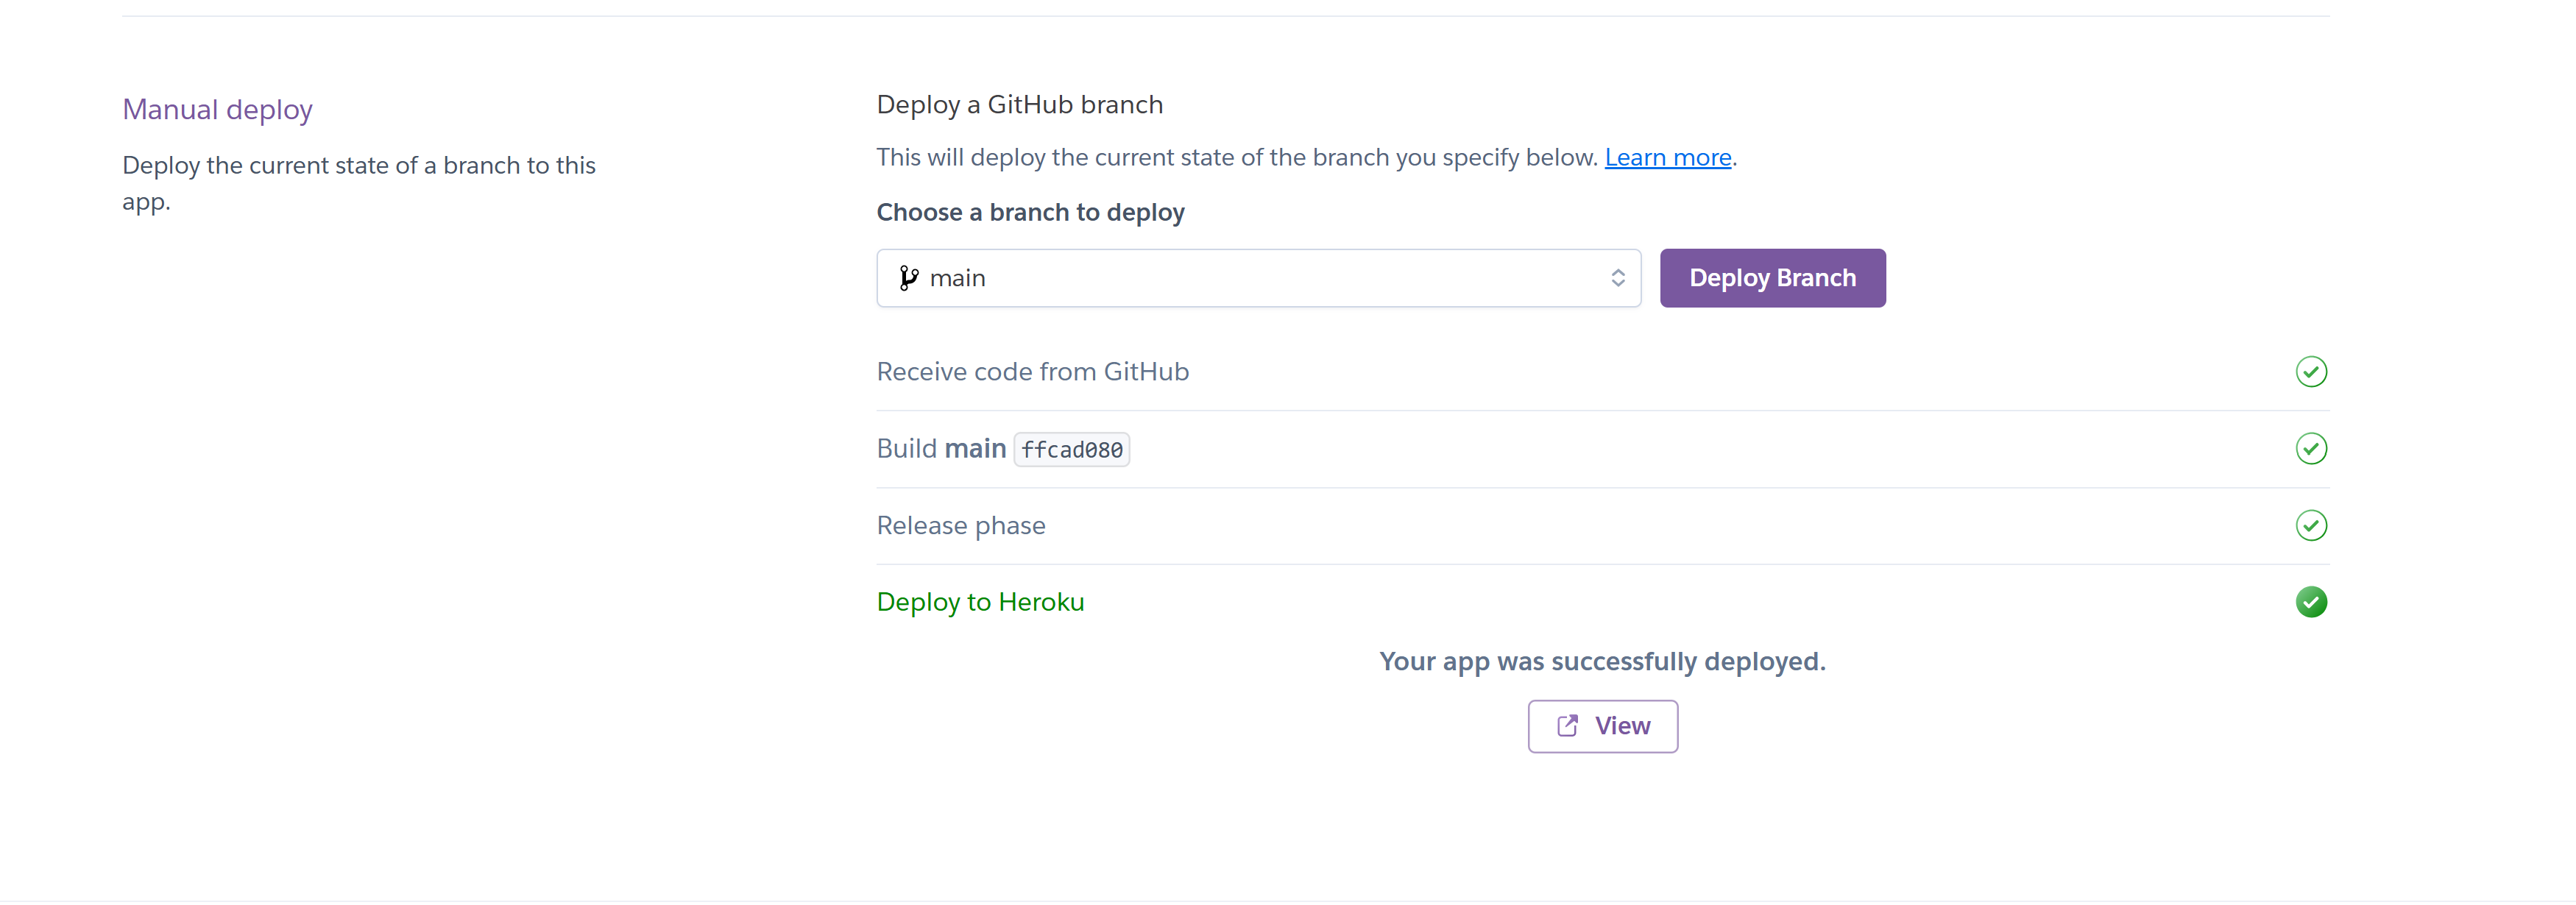 Manual deploy
Deploy the current state of a branch to this
app.
Deploy a GitHub branch
This will deploy the current state of the branch you specify below. Learn more.
Choose a branch to deploy
main
Deploy Branch
Receive code from GitHub
Build main ffcad080
Release phase
Deploy to Heroku
Your app was successfully deployed.
View